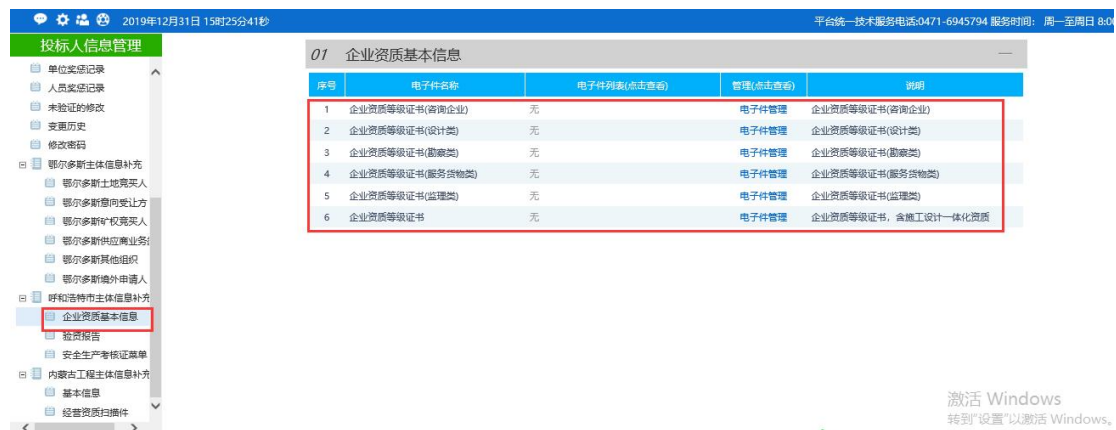 2019年12月31日 15时25分41秒
平台统一技术服务电话:0471-6945794 服务时间: 周一至周日 8:00
投标人信息管理
单位奖惩记录
人员奖惩记录
未验证的修改
变更历史
修改密码
鄂尔多斯主体信息补充
鄂尔多斯土地竞买人
鄂尔多斯意向受让方
鄂尔多斯矿权竞买人
鄂尔多斯供应商业务
鄂尔多斯其他组织
鄂尔多斯境外申请人
呼和浩特市主体信息补充
企业资质基本信息
验资报告
安全生产考核证菜单
内蒙古工程主体信息补充
基本信息
经营资质扫描件
01 企业资质基本信息
序号 电子件名称 电子件列表(点击查看) 管理(点击查看) 说明
1 企业资质等级证书(咨询企业) 无 电子件管理 企业资质等级证书(咨询企业)
2 企业资质等级证书(设计类) 无 电子件管理 企业资质等级证书(设计类)
3 企业资质等级证书(勘察类) 无 电子件管理 企业资质等级证书(勘察类)
4 企业资质等级证书(服务货物类) 无 电子件管理 企业资质等级证书(服务货物类)
5 企业资质等级证书(监理类) 无 电子件管理 企业资质等级证书(监理类)
6 企业资质等级证书 无 电子件管理 企业资质等级证书，含施工设计一体化资质
激活 Windows
转到"设置"以激活 Windows。